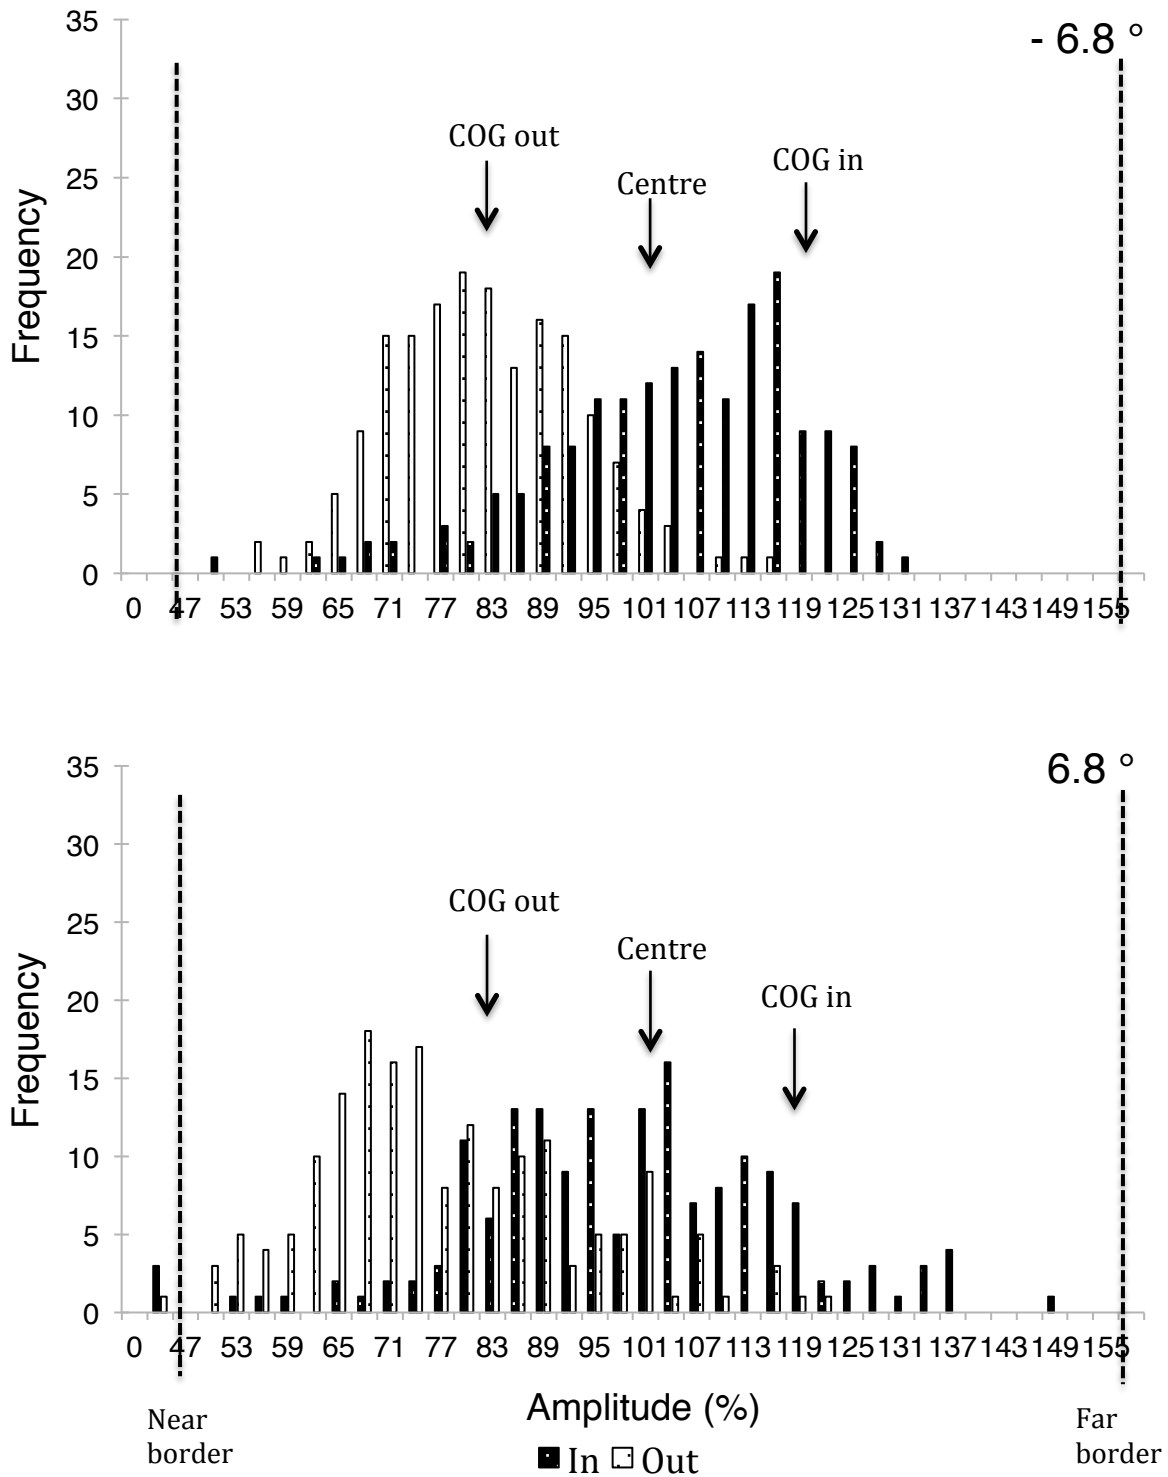 35
- 6.8 °
30
COG out
COG in
25
Centre
20
Frequency
15
10
5
0
0 47 53 59 65 71 77 83 89 95 101 107 113 119 125 131 137 143 149 155
35
6.8 °
30
COG out
25
Centre
COG in
20
Frequency
15
10
5
0
0 47 53 59 65 71 77 83 89 95 101 107 113 119 125 131 137 143 149 155
Near
border
Amplitude (%)
In Out
Far
border